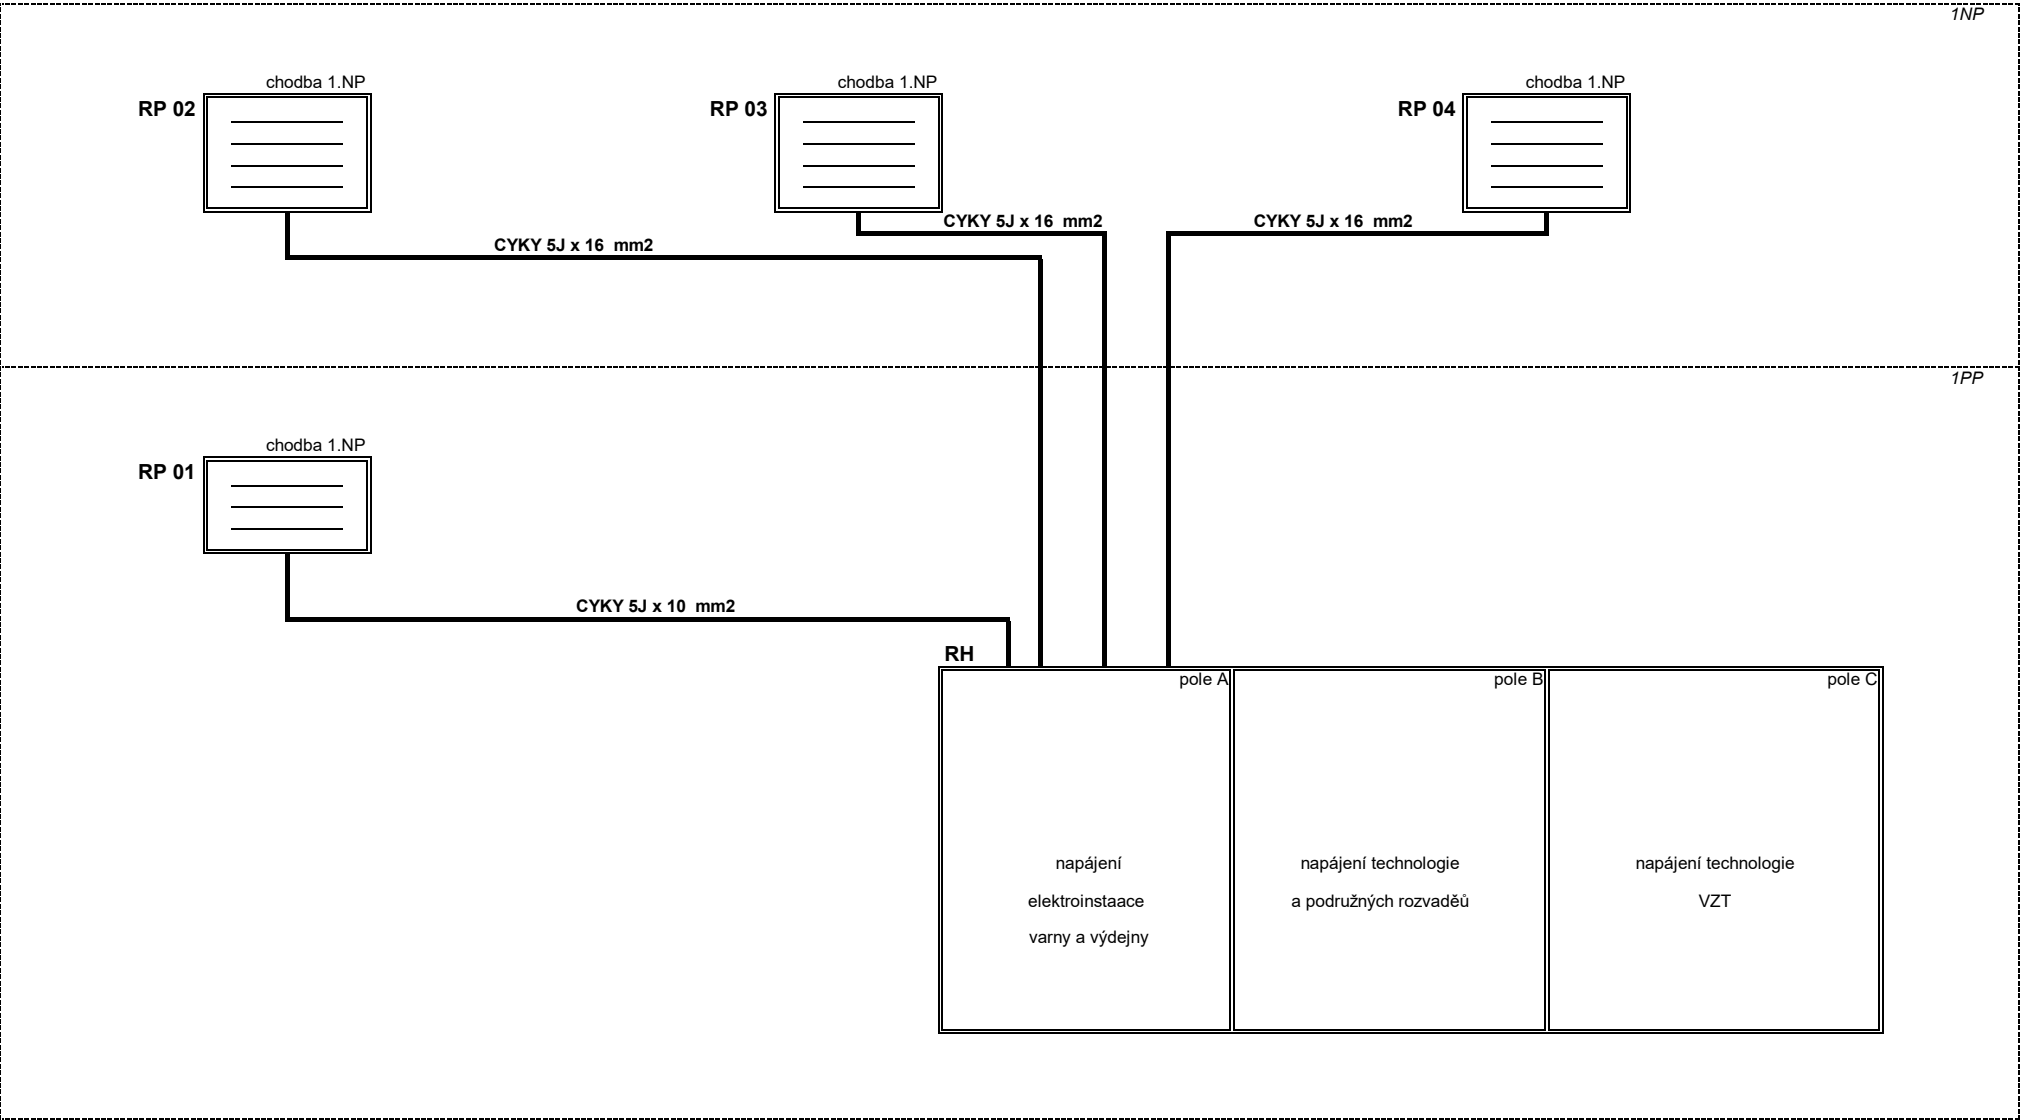 1NP
chodba 1.NP
chodba 1.NP
chodba 1.NP
RP 02
RP 03
RP 04
CYKY 5J x 16 mm2
CYKY 5J x 16 mm2
CYKY 5J x 16 mm2
1PP
chodba 1.NP
RP 01
CYKY 5J x 10 mm2
RH
pole A
pole B
pole C
napájení
elektroinstaace
varny a výdejny
napájení technologie
a podružných rozvaděů
napájení technologie
VZT